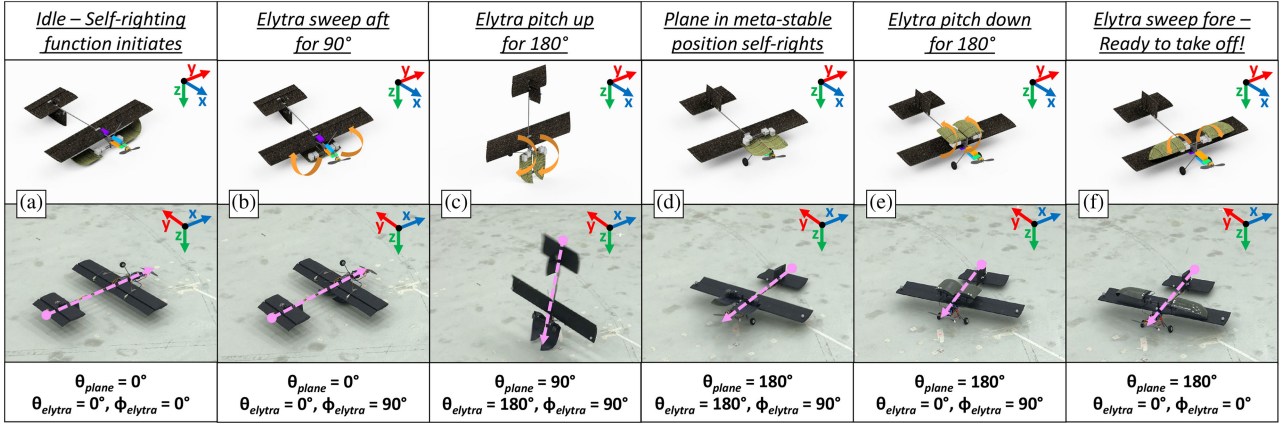 Idle – Self-righting
function initiates
Elytra sweep aft
for 90°
Elytra pitch up
for 180°
Plane in meta-stable
position self-rights
Elytra pitch down
for 180°
Elytra sweep fore –
Ready to take off!
y
x
z
y
x
z
y
x
z
y
x
z
y
x
z
y
x
z
(a)
(b)
(c)
(d)
(e)
(f)
x
y
z
x
y
z
x
y
z
x
y
z
x
y
z
x
y
z
θplane = 0°
θelytra = 0°, ϕelytra = 0°
θplane = 0°
θelytra = 0°, ϕelytra = 90°
θplane = 90°
θelytra = 180°, ϕelytra = 90°
θplane = 180°
θelytra = 180°, ϕelytra = 90°
θplane = 180°
θelytra = 0°, ϕelytra = 90°
θplane = 180°
θelytra = 0°, ϕelytra = 0°